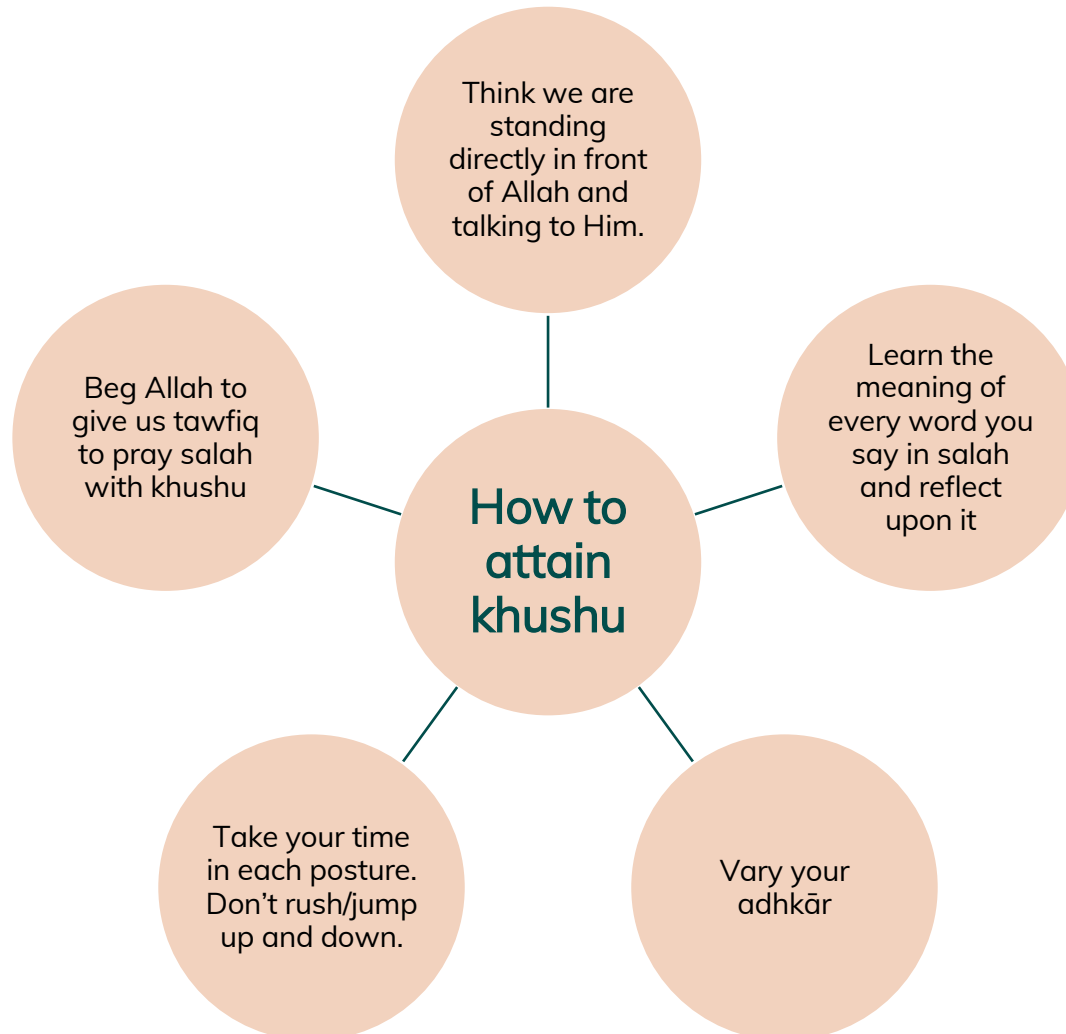 Think we are
standing
directly in front
of Allah and
talking to Him.
Learn the
meaning of
every word you
say in salah
and reflect
upon it
Beg Allah to
give us tawfiq
to pray salah
with khushu
How to
attain
khushu
Take your time
in each posture.
Don’t rush/jump
up and down.
Vary your
adhkār